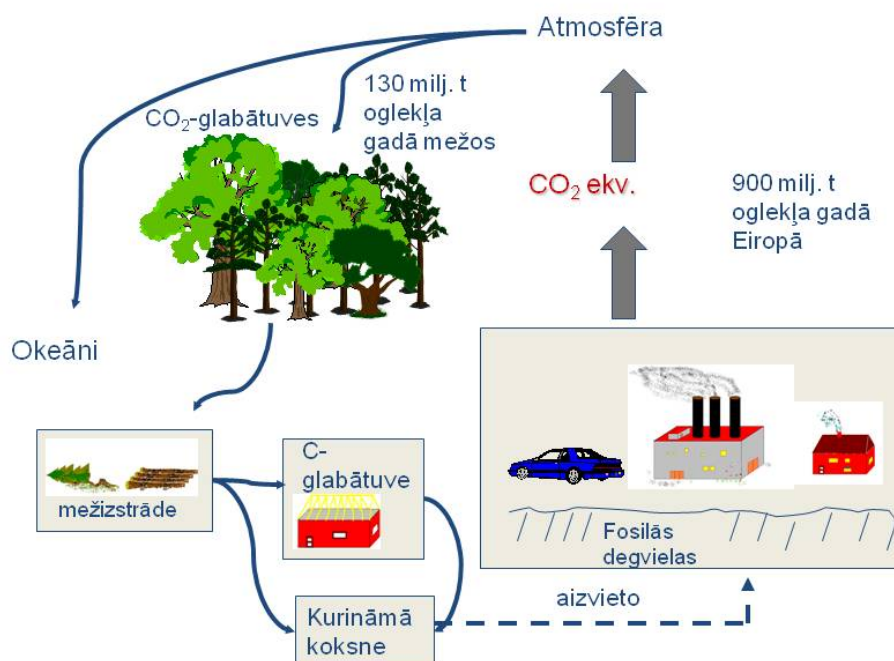 Atmosfēra
130 milj. t
oglekļa
gadā mežos
CO₂-glabātuves
CO₂ ekv.
900 milj. t
oglekļa gadā
Eiropā
Okeāni
mežizstrāde
C-
glabātuve
Kurināmā
koksne
aizvieto
Fosilās
degvielas